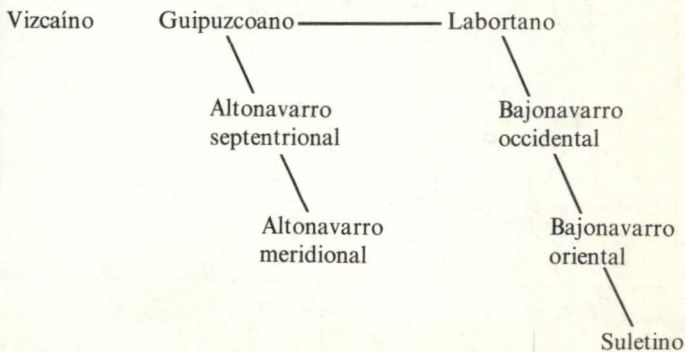 Vizcaíno Guipuzcoano Labortano
Altonavarro
septentrional
Bajonavarro
occidental
Altonavarro
meridional
Bajonavarro
oriental
Suletino